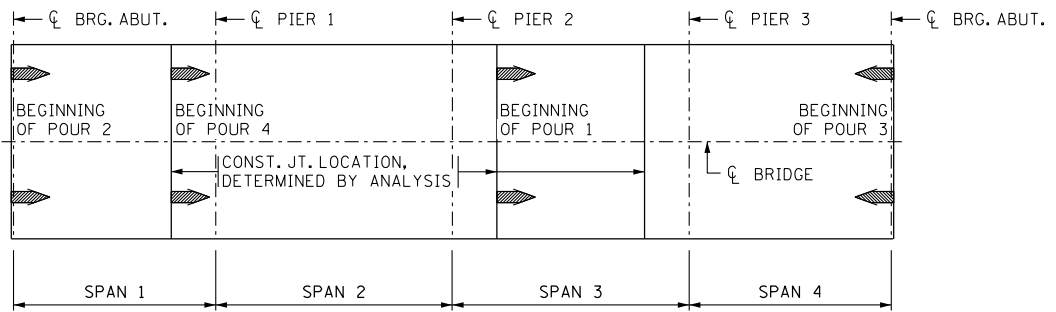 ℄ BRG. ABUT.
℄ PIER 1
℄ PIER 2
℄ PIER 3
℄ BRG. ABUT.
BEGINNING
OF POUR 2
BEGINNING
OF POUR 4
BEGINNING
OF POUR 1
BEGINNING
OF POUR 3
CONST. JT. LOCATION,
DETERMINED BY ANALYSIS
℄ BRIDGE
SPAN 1
SPAN 2
SPAN 3
SPAN 4